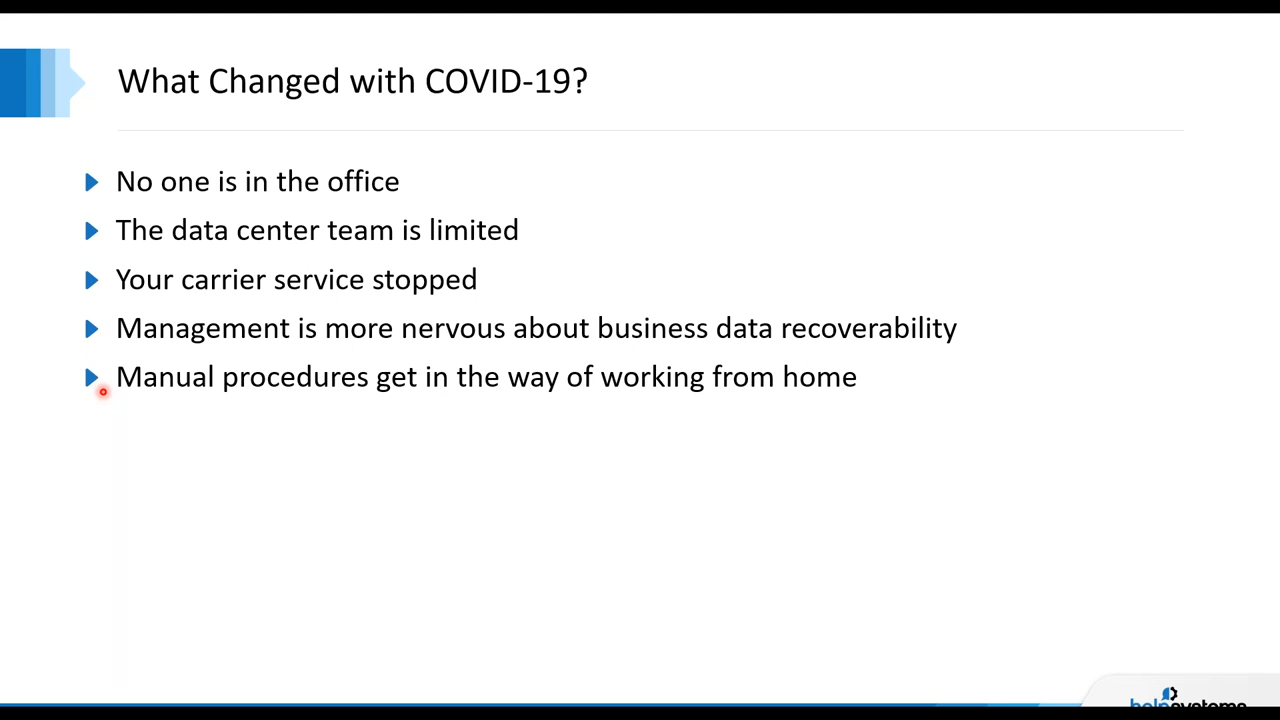 What Changed with COVID-19?
No one is in the office
The data center team is limited
Your carrier service stopped
Management is more nervous about business data recoverability
Manual procedures get in the way of working from home
helpsystems